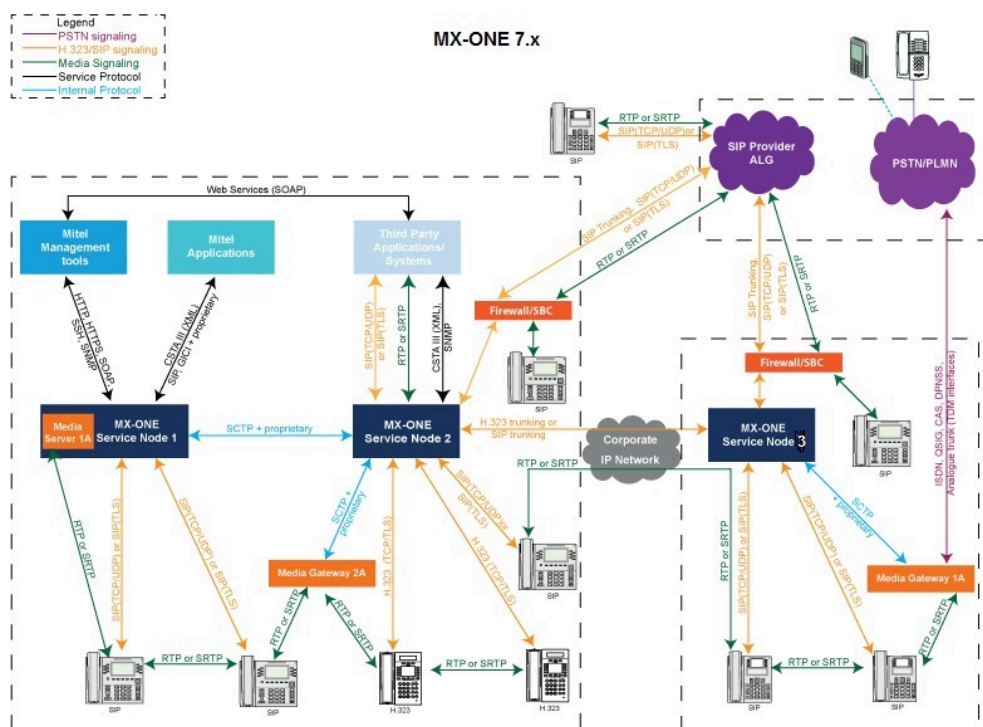 Legend
PSTN signaling
H.323/SIP signaling
Media Signaling
Service Protocol
Internal Protocol
MX-ONE 7.x
RTP or SRTP
SIP(TCP/UDP)or
SIP(TLS)
SIP
SIP Provider
ALG
PSTN/PLMN
Web Services (SOAP)
Mitel
Management
tools
Mitel
Applications
Third Party
Applications/
Systems
SIP Trunking, SIP(TCP/UDP)
or SIP(TLS)
RTP or SRTP
SIP Trunking,
SIP(TCP/UDP)
or SIP(TLS)
RTP or SRTP
HTTP, HTTPS, SOAP,
SSH, SNMP
CSTA III (XML),
SIP, GICI + proprietary
SIP(TCP/UDP)
or SIP(TLS)
RTP or SRTP
CSTA III (XML),
SNMP
Firewall/SBC
SIP
Firewall/SBC
SIP
Media
Server 1A
MX-ONE
Service Node 1
SCTP + proprietary
MX-ONE
Service Node 2
H.323 trunking or
SIP trunking
Corporate
IP Network
MX-ONE
Service Node 3
ISDN, QSIG, CAS, DPNSS,
Analogue trunk (TDM interfaces)
RTP or SRTP
SIP(TCP/UDP) or SIP(TLS)
SIP(TCP/UDP) or SIP(TLS)
SCTP +
proprietary
Media Gateway 2A
H.323 (TCP/TLS)
SIP(TCP/UDP)or
SIP(TLS)
H.323 (TCP/TLS)
RTP or SRTP
SIP
RTP or SRTP
SIP(TCP/UDP) or SIP(TLS)
SIP(TCP/UDP) or SIP(TLS)
SCTP
+ proprietary
Media Gateway 1A
RTP or SRTP
RTP or SRTP
RTP or SRTP
RTP or SRTP
SIP
SIP
H.323
H.323
RTP or SRTP
RTP or SRTP
SIP
SIP